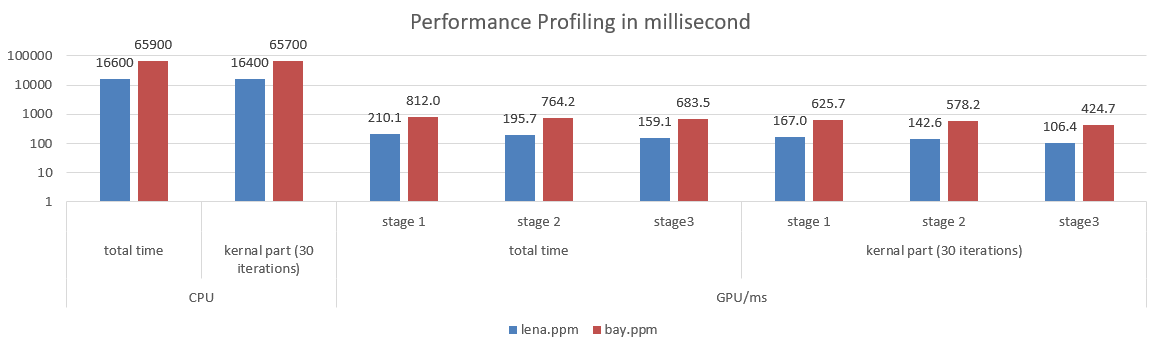 Performance Profiling in millisecond
65900
65700
100000
16600
16400
10000
812.0
764.2
683.5
625.7
578.2
424.7
1000
210.1
195.7
159.1
167.0
142.6
106.4
100
10
1
stage 1
stage 2
stage3
stage 1
stage 2
stage3
total time
kernal part (30
iterations)
total time
kernal part (30 iterations)
CPU
GPU/ms
lena.ppm
bay.ppm